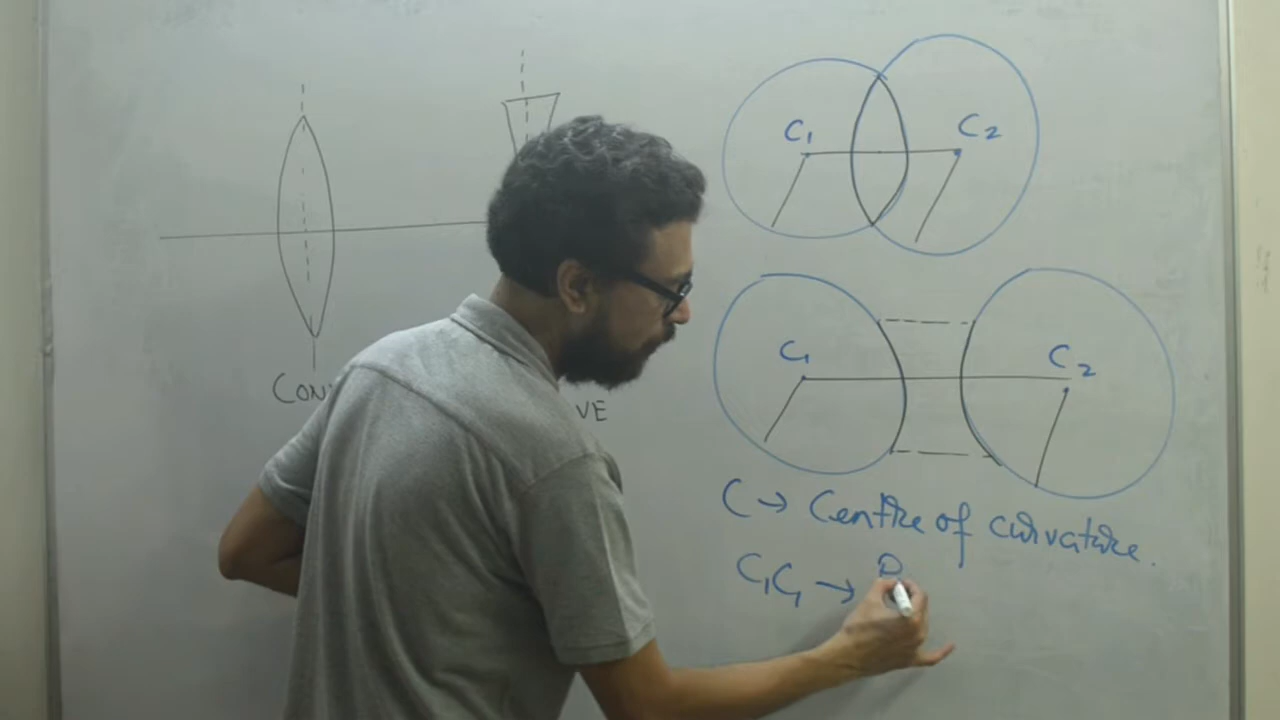 C₁
C₂
C₁
C₂
CON
VE
C → Centre of curvature.
C₁C₁ → P